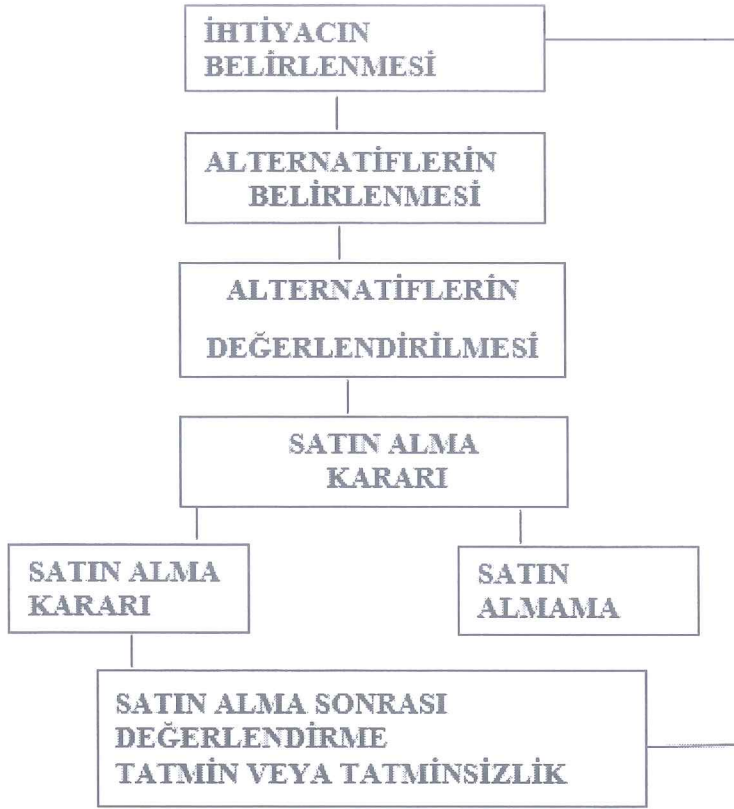 İHTİYACIN
BELİRLENMESİ
ALTERNATİFLERİN
BELİRLENMESİ
ALTERNATİFLERİN
DEĞERLENDİRİLMESİ
SATIN ALMA
KARARI
SATIN ALMA
KARARI
SATIN
ALMAMA
SATIN ALMA SONRASI
DEĞERLENDİRME
TATMİN VEYA TATMİNSİZLİK